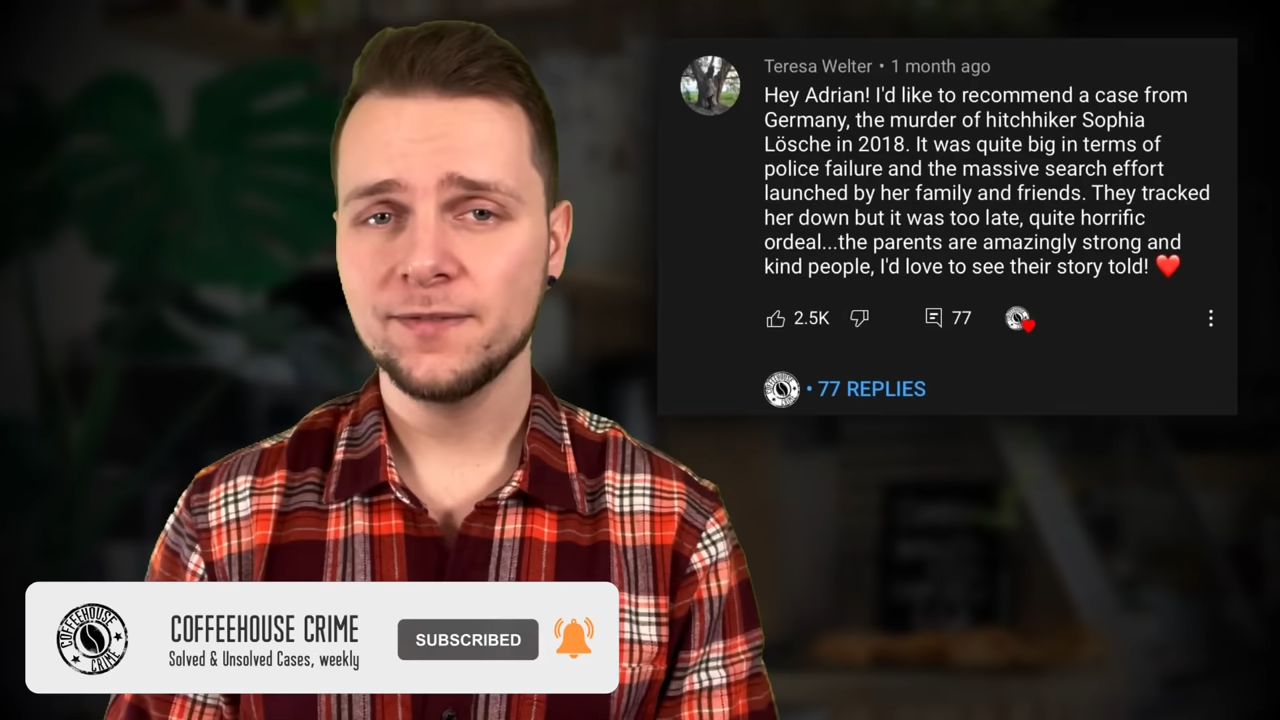 Teresa Welter • 1 month ago
Hey Adrian! I'd like to recommend a case from
Germany, the murder of hitchhiker Sophia
Lösche in 2018. It was quite big in terms of
police failure and the massive search effort
launched by her family and friends. They tracked
her down but it was too late, quite horrific
ordeal...the parents are amazingly strong and
kind people, I'd love to see their story told! ❤️
2.5K 77
COFFEEHOUSE CRIME • 77 REPLIES
COFFEEHOUSE
CRIME
COFFEEHOUSE CRIME
Solved & Unsolved Cases, weekly
SUBSCRIBED